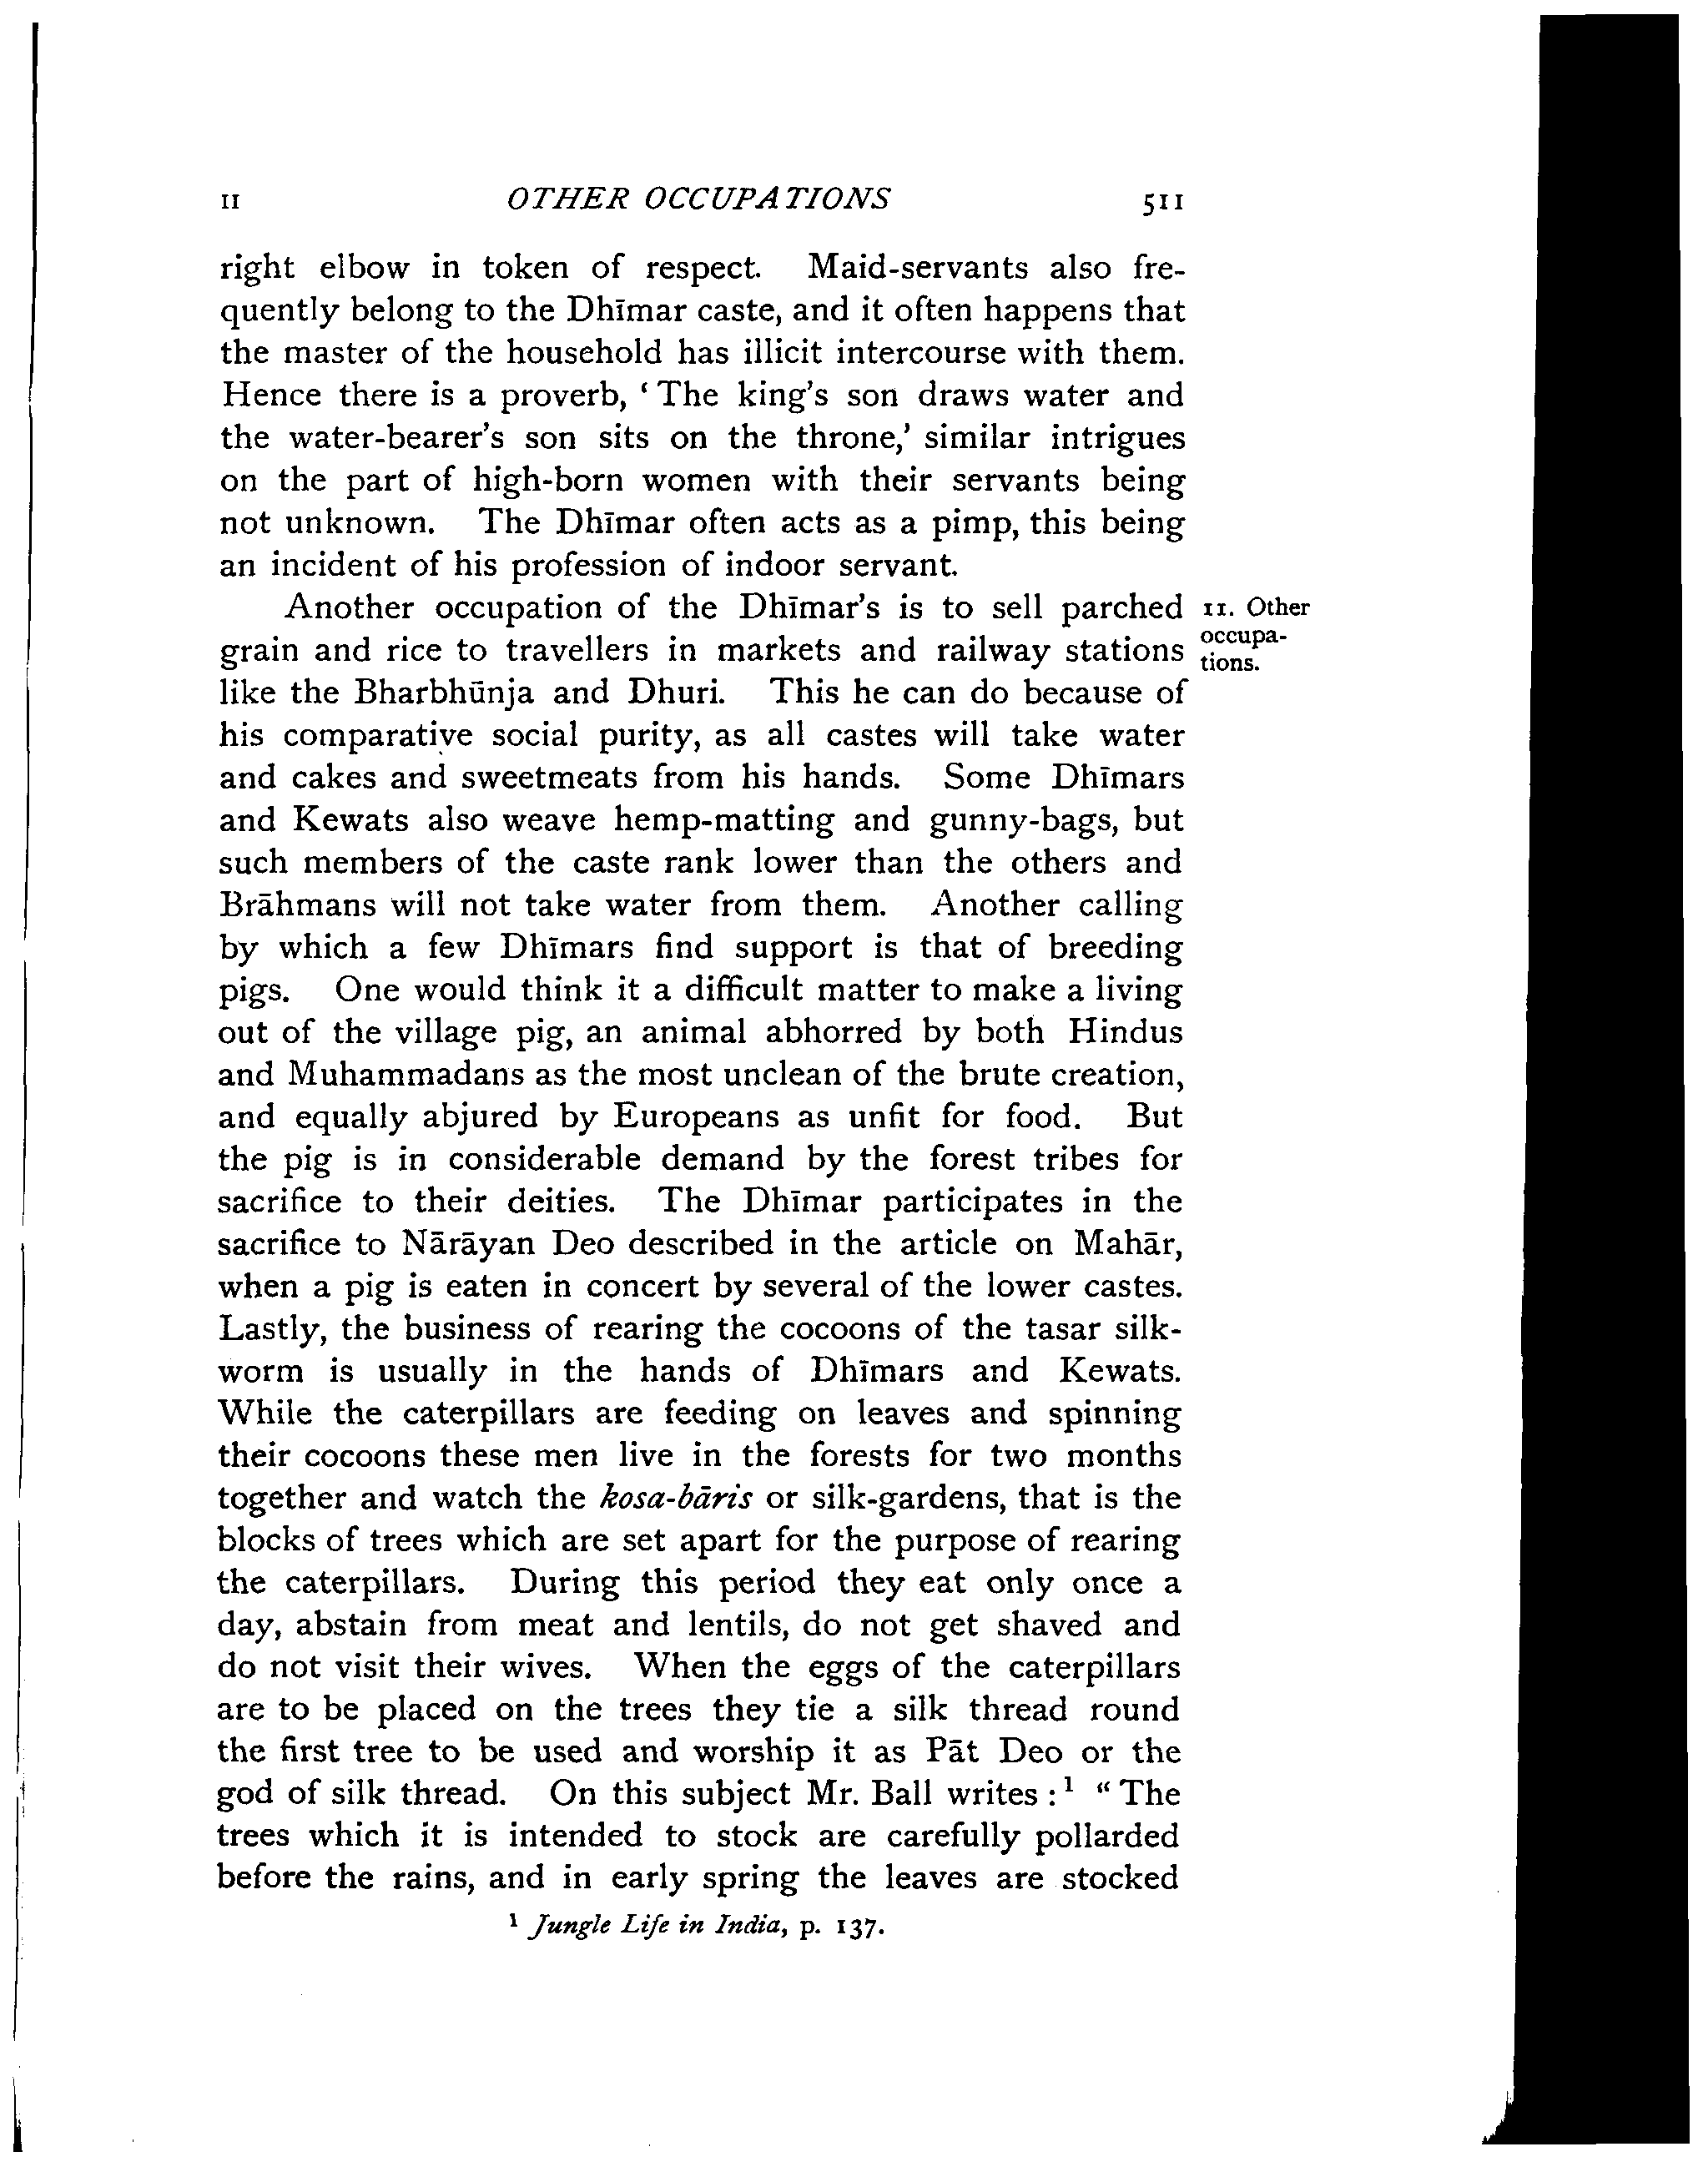 II OTHER OCCUPATIONS 511
right elbow in token of respect. Maid-servants also fre-
quently belong to the Dhīmar caste, and it often happens that
the master of the household has illicit intercourse with them.
Hence there is a proverb, ‘The king’s son draws water and
the water-bearer’s son sits on the throne,’ similar intrigues
on the part of high-born women with their servants being
not unknown. The Dhīmar often acts as a pimp, this being
an incident of his profession of indoor servant.
Another occupation of the Dhīmar’s is to sell parched
11. Other
occupa-
tions.
grain and rice to travellers in markets and railway stations
like the Bharbhūnja and Dhuri. This he can do because of
his comparative social purity, as all castes will take water
and cakes and sweetmeats from his hands. Some Dhīmars
and Kewats also weave hemp-matting and gunny-bags, but
such members of the caste rank lower than the others and
Brāhmans will not take water from them. Another calling
by which a few Dhīmars find support is that of breeding
pigs. One would think it a difficult matter to make a living
out of the village pig, an animal abhorred by both Hindus
and Muhammadans as the most unclean of the brute creation,
and equally abjured by Europeans as unfit for food. But
the pig is in considerable demand by the forest tribes for
sacrifice to their deities. The Dhīmar participates in the
sacrifice to Nārāyan Deo described in the article on Mahār,
when a pig is eaten in concert by several of the lower castes.
Lastly, the business of rearing the cocoons of the tasar silk-
worm is usually in the hands of Dhīmars and Kewats.
While the caterpillars are feeding on leaves and spinning
their cocoons these men live in the forests for two months
together and watch the kosa-bāris or silk-gardens, that is the
blocks of trees which are set apart for the purpose of rearing
the caterpillars. During this period they eat only once a
day, abstain from meat and lentils, do not get shaved and
do not visit their wives. When the eggs of the caterpillars
are to be placed on the trees they tie a silk thread round
the first tree to be used and worship it as Pāt Deo or the
god of silk thread. On this subject Mr. Ball writes :¹ “The
trees which it is intended to stock are carefully pollarded
before the rains, and in early spring the leaves are stocked
¹ Jungle Life in India, p. 137.